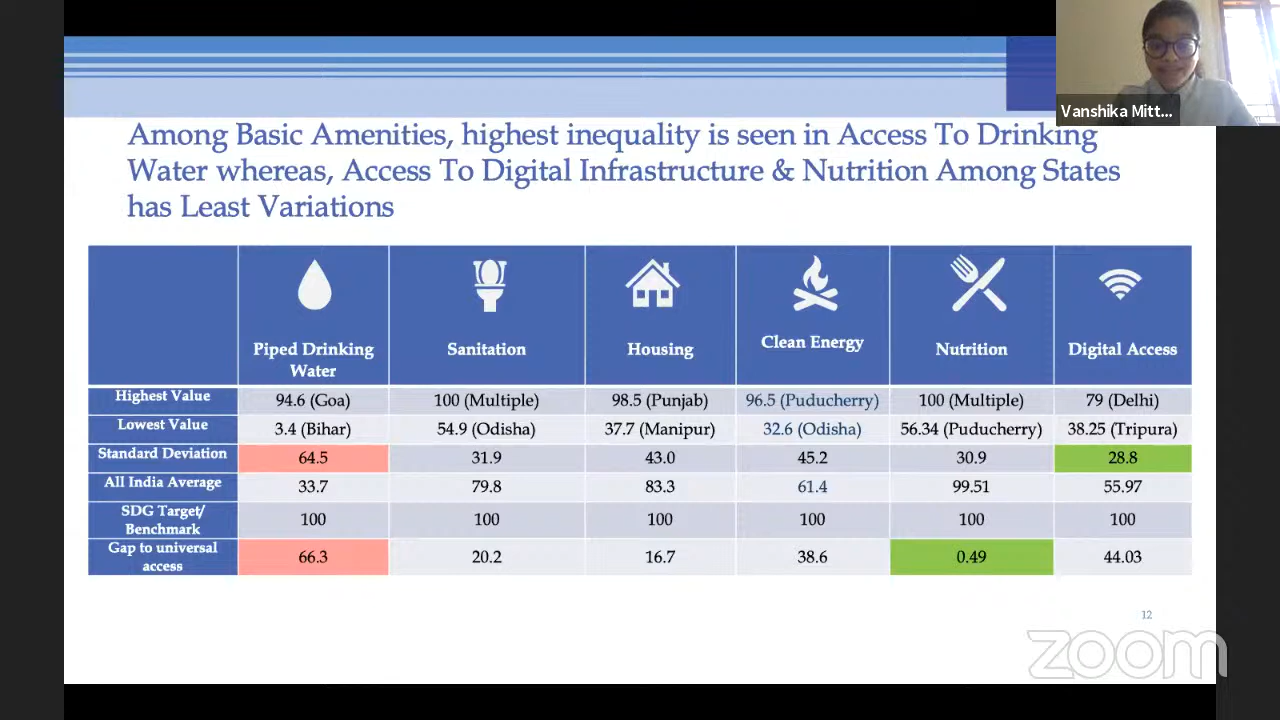 Vanshika Mitt...
Among Basic Amenities, highest inequality is seen in Access To Drinking
Water whereas, Access To Digital Infrastructure & Nutrition Among States
has Least Variations
Piped Drinking
Water
Sanitation
Housing
Clean Energy
Nutrition
Digital Access
Highest Value 94.6 (Goa) 100 (Multiple) 98.5 (Punjab) 96.5 (Puducherry) 100 (Multiple) 79 (Delhi)
Lowest Value 3.4 (Bihar) 54.9 (Odisha) 37.7 (Manipur) 32.6 (Odisha) 56.34 (Puducherry) 38.25 (Tripura)
Standard Deviation 64.5 31.9 43.0 45.2 30.9 28.8
All India Average 33.7 79.8 83.3 61.4 99.51 55.97
SDG Target/
Benchmark
100 100 100 100 100 100
Gap to universal
access
66.3 20.2 16.7 38.6 0.49 44.03
12
zoom